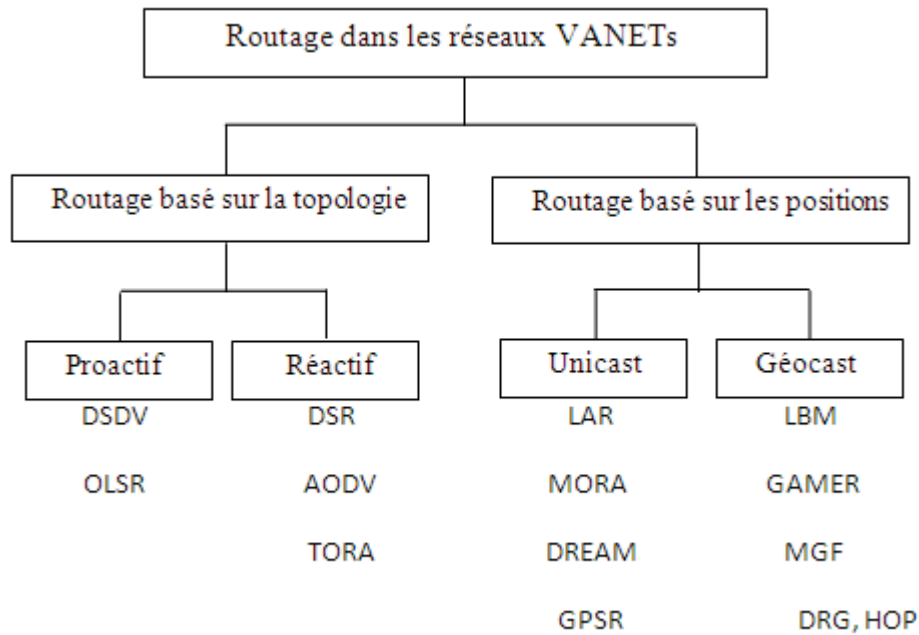 Routage dans les réseaux VANETs
Routage basé sur la topologie
Routage basé sur les positions
Proactif
Réactif
Unicast
Géocast
DSDV
DSR
LAR
LBM
OLSR
AODV
MORA
GAMER
TORA
DREAM
MGF
GPSR
DRG, HOP